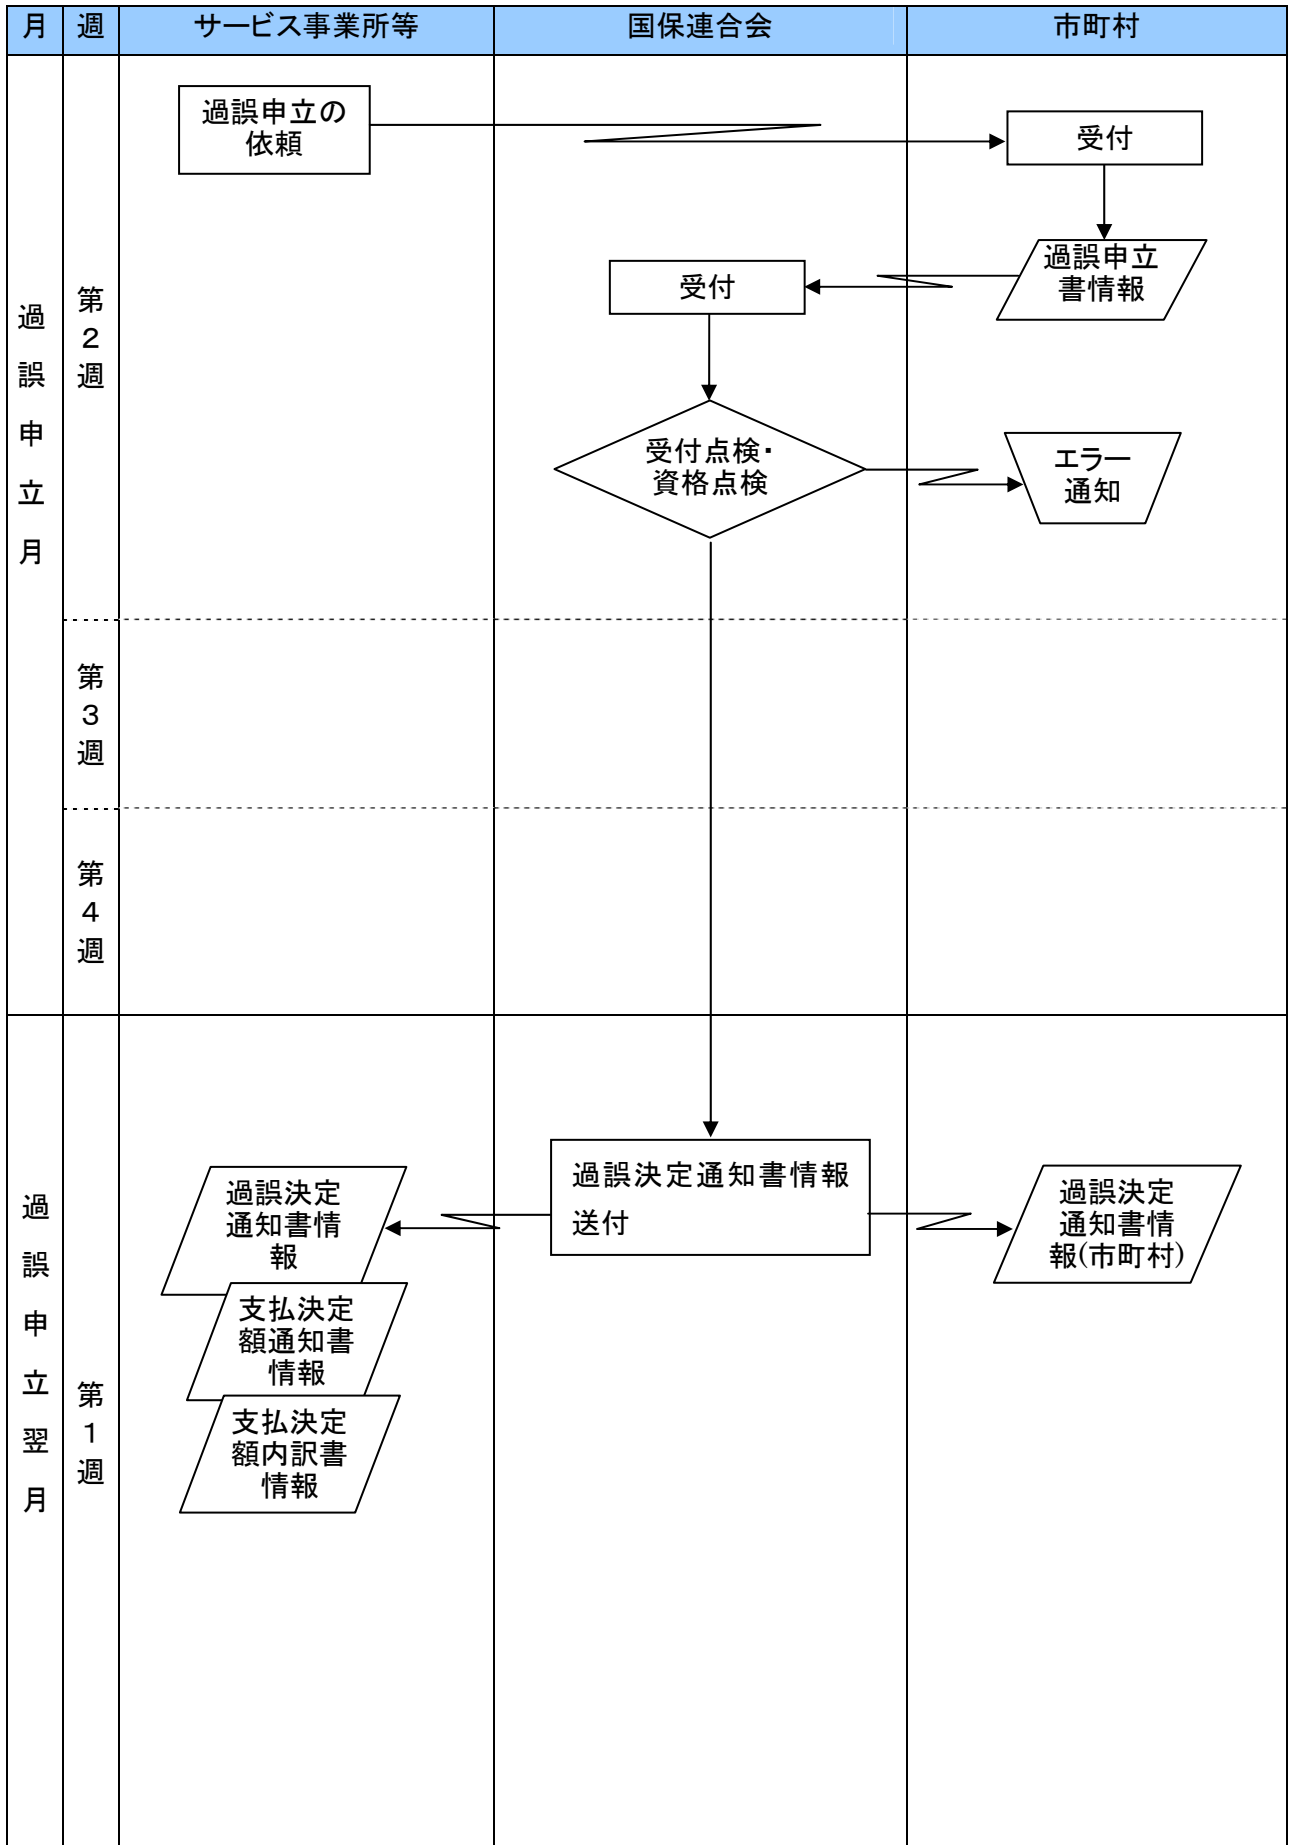 月 週 サービス事業所等 国保連合会 市町村
過誤申立月
第2週
過誤申立の
依頼
受付
過誤申立
書情報
受付
受付点検・
資格点検
エラー
通知
第3週
第4週
過誤申立翌月
第1週
過誤決定通知書情報
送付
過誤決定
通知書情
報
過誤決定
通知書情
報(市町村)
支払決定
額通知書
情報
支払決定
額内訳書
情報